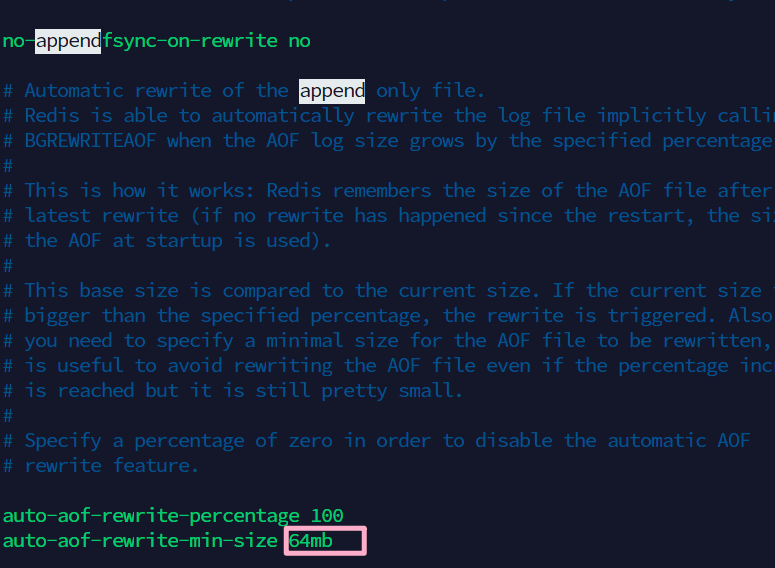 no-appendfsync-on-rewrite no
# Automatic rewrite of the append only file.
# Redis is able to automatically rewrite the log file implicitly
# BGREWRITEAOF when the AOF log size grows by the specified percentage
#
# This is how it works: Redis remembers the size of the AOF file after
# latest rewrite (if no rewrite has happened since the restart, the
# the AOF at startup is used).
#
# This base size is compared to the current size. If the current size
# bigger than the specified percentage, the rewrite is triggered. Also
# you need to specify a minimal size for the AOF file to be rewritten,
# is useful to avoid rewriting the AOF file even if the percentage inc
# is reached but it is still pretty small.
#
# Specify a percentage of zero in order to disable the automatic AOF
# rewrite feature.
auto-aof-rewrite-percentage 100
auto-aof-rewrite-min-size 64mb